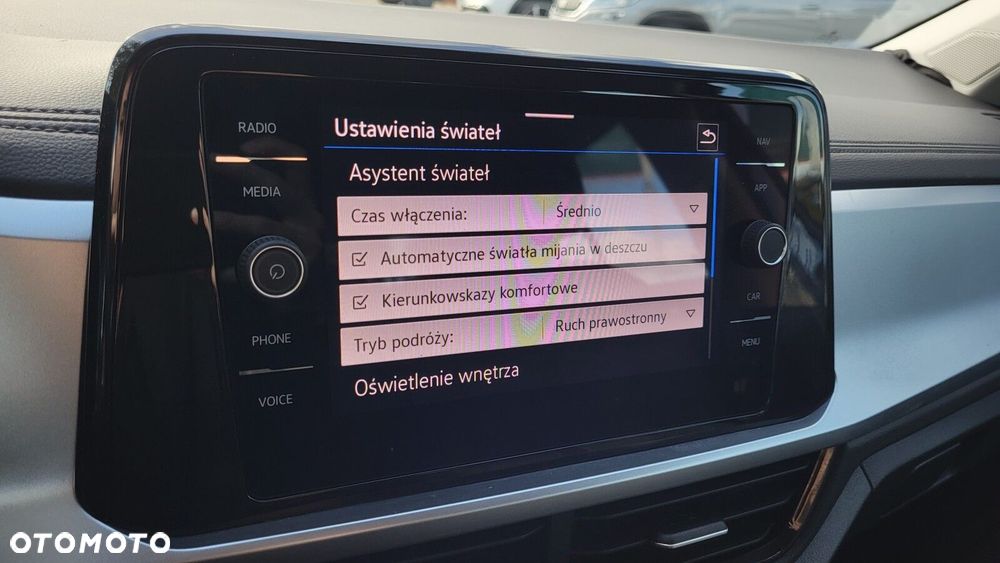 RADIO
MEDIA
PHONE
VOICE
Ustawienia świateł
Asystent świateł
Czas włączenia: Średnio
Automatyczne światła mijania w deszczu
Kierunkowskazy komfortowe
Tryb podróży: Ruch prawostronny
Oświetlenie wnętrza
NAV
APP
CAR
MENU
OTOMOTO